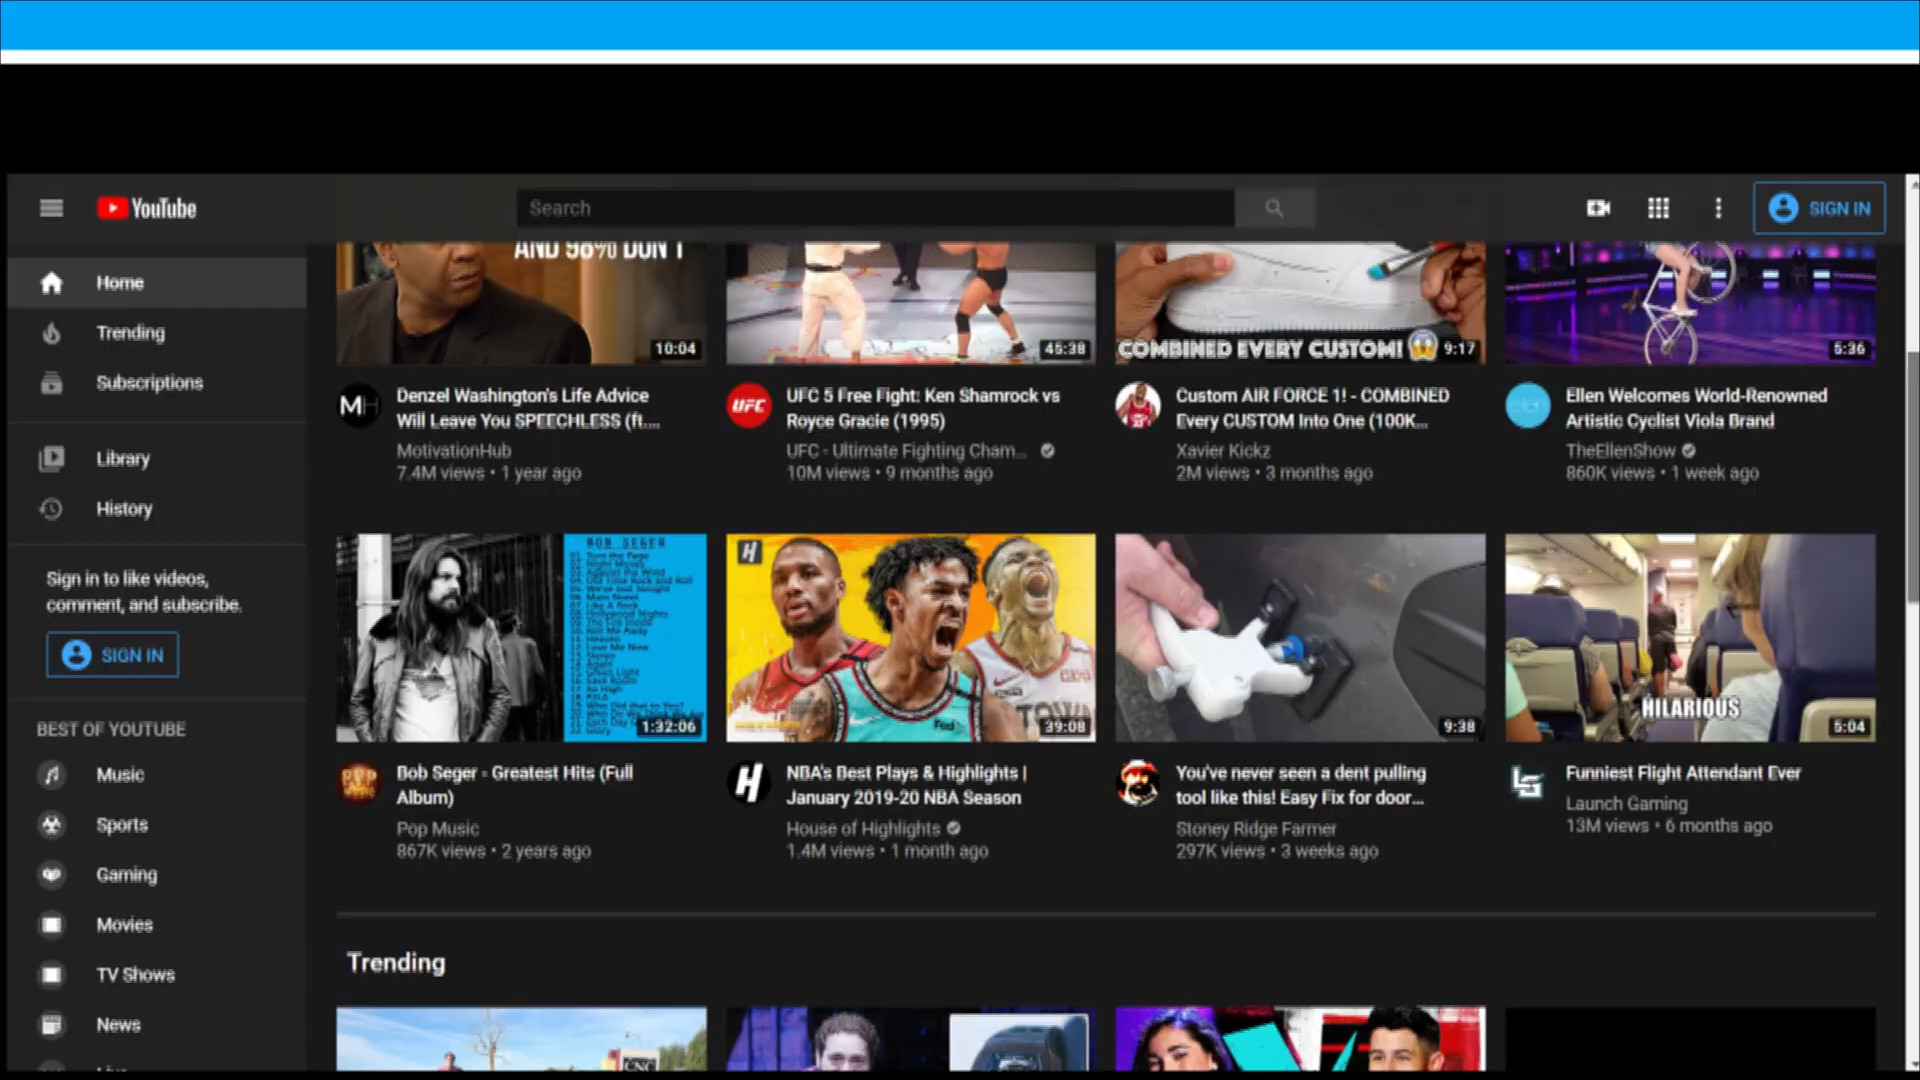 YouTube
Search
SIGN IN
Home
Trending
Subscriptions
Library
History
Sign in to like videos,
comment, and subscribe.
SIGN IN
BEST OF YOUTUBE
Music
Sports
Gaming
Movies
TV Shows
News
AND 98% DON'T
10:04
Denzel Washington's Life Advice
Will Leave You SPEECHLESS (ft....
MotivationHub
7.4M views • 1 year ago
45:38
UFC
UFC 5 Free Fight: Ken Shamrock vs
Royce Gracie (1995)
UFC - Ultimate Fighting Cham...
10M views • 9 months ago
COMBINED EVERY CUSTOM!
9:17
Custom AIR FORCE 1! - COMBINED
Every CUSTOM Into One (100K...
Xavier Kickz
2M views • 3 months ago
5:36
Ellen Welcomes World-Renowned
Artistic Cyclist Viola Brand
TheEllenShow
860K views • 1 week ago
BOB SEGER
1:32:06
Bob Seger - Greatest Hits (Full
Album)
Pop Music
867K views • 2 years ago
H
39:08
H
NBA's Best Plays & Highlights |
January 2019-20 NBA Season
House of Highlights
1.4M views • 1 month ago
9:38
You've never seen a dent pulling
tool like this! Easy Fix for door...
Stoney Ridge Farmer
297K views • 3 weeks ago
HILARIOUS
5:04
Funniest Flight Attendant Ever
Launch Gaming
13M views • 6 months ago
Trending